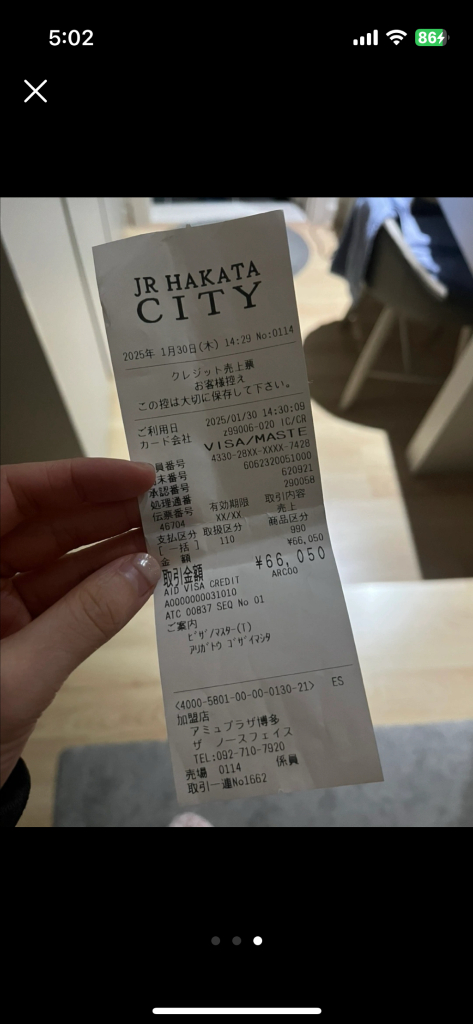 5:02
86
JR HAKATA
CITY
2025年 1月30日(木) 14:29 No:0114
クレジット売上票
お客様控え
この控は大切に保存して下さい。
ご利用日 2025/01/30 14:30:09
カード会社 z99006-020 IC/CR
VISA/MASTE
員番号 4330-28XX-XXXX-7428
末番号 6062320051000
承認番号 620921
処理通番 290058
伝票番号 有効期限 取引内容
46704 XX/XX 売上
支払区分 取扱区分 商品区分
[ 一括 ] 110 990
金 額 ¥66,050
取引金額 ¥66,050
AID VISA CREDIT ARC00
A0000000031010
ATC 00837 SEQ No 01
ご案内
ビザ/マスター(T)
アリガトウ ゴザイマシタ
<4000-5801-00-00-0130-21> ES
加盟店
アミュプラザ博多
ザ ノースフェイス
TEL:092-710-7920
売場 0114 係員
取引一連No1662